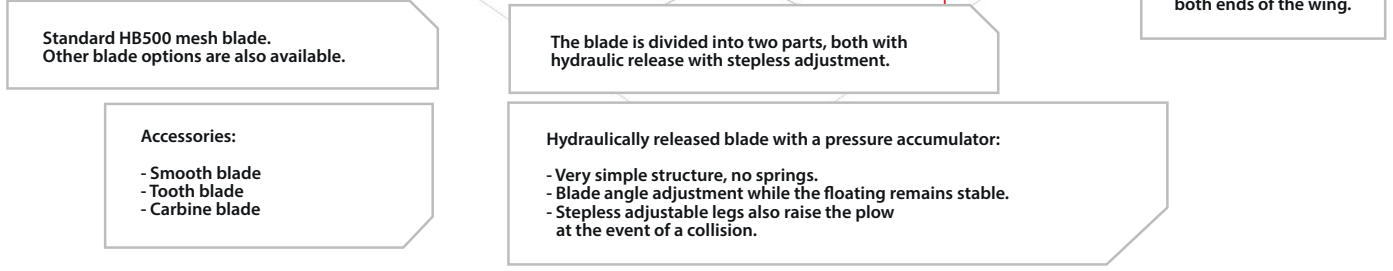 both ends of the wing.
Standard HB500 mesh blade.
Other blade options are also available.
The blade is divided into two parts, both with
hydraulic release with stepless adjustment.
Accessories:
- Smooth blade
- Tooth blade
- Carbine blade
Hydraulically released blade with a pressure accumulator:
- Very simple structure, no springs.
- Blade angle adjustment while the floating remains stable.
- Stepless adjustable legs also raise the plow
at the event of a collision.